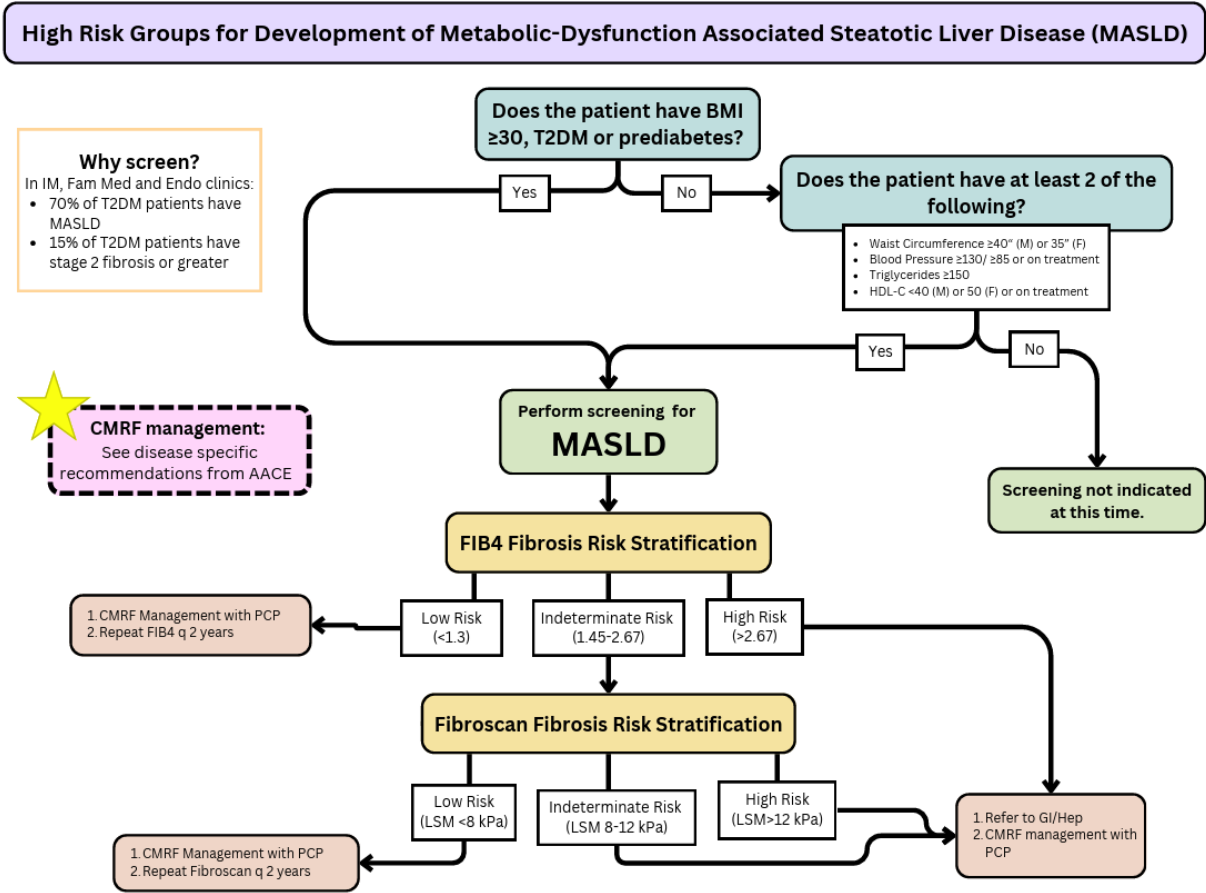 High Risk Groups for Development of Metabolic-Dysfunction Associated Steatotic Liver Disease (MASLD)
Does the patient have BMI
≥30, T2DM or prediabetes?
Why screen?
In IM, Fam Med and Endo clinics:
• 70% of T2DM patients have
MASLD
• 15% of T2DM patients have
stage 2 fibrosis or greater
Yes
No
Does the patient have at least 2 of the
following?
• Waist Circumference ≥40“ (M) or 35” (F)
• Blood Pressure ≥130/ ≥85 or on treatment
• Triglycerides ≥150
• HDL-C <40 (M) or 50 (F) or on treatment
Yes
No
CMRF management:
See disease specific
recommendations from AACE
Perform screening for
MASLD
Screening not indicated
at this time.
FIB4 Fibrosis Risk Stratification
1. CMRF Management with PCP
2. Repeat FIB4 q 2 years
Low Risk
(<1.3)
Indeterminate Risk
(1.45-2.67)
High Risk
(>2.67)
Fibroscan Fibrosis Risk Stratification
Low Risk
(LSM <8 kPa)
Indeterminate Risk
(LSM 8-12 kPa)
High Risk
(LSM>12 kPa)
1. Refer to GI/Hep
2. CMRF management with
PCP
1. CMRF Management with PCP
2. Repeat Fibroscan q 2 years